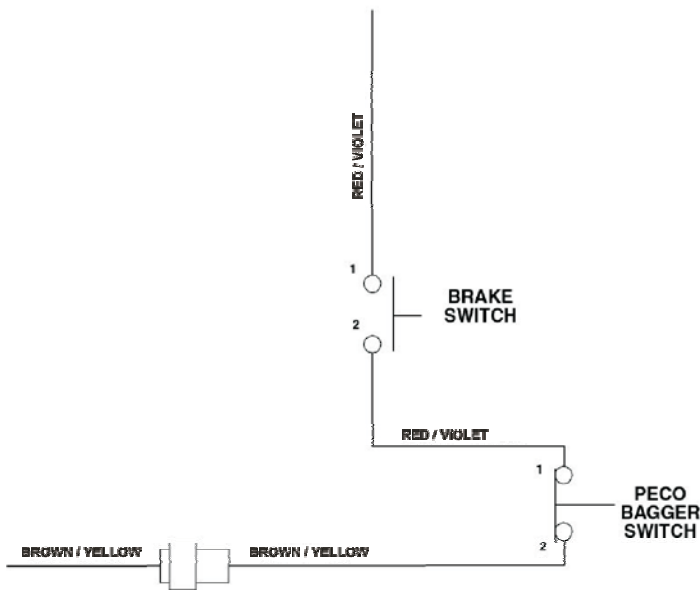 RED / VIOLET
1
BRAKE
SWITCH
2
RED / VIOLET
1
PECO
BAGGER
SWITCH
2
BROWN / YELLOW
BROWN / YELLOW